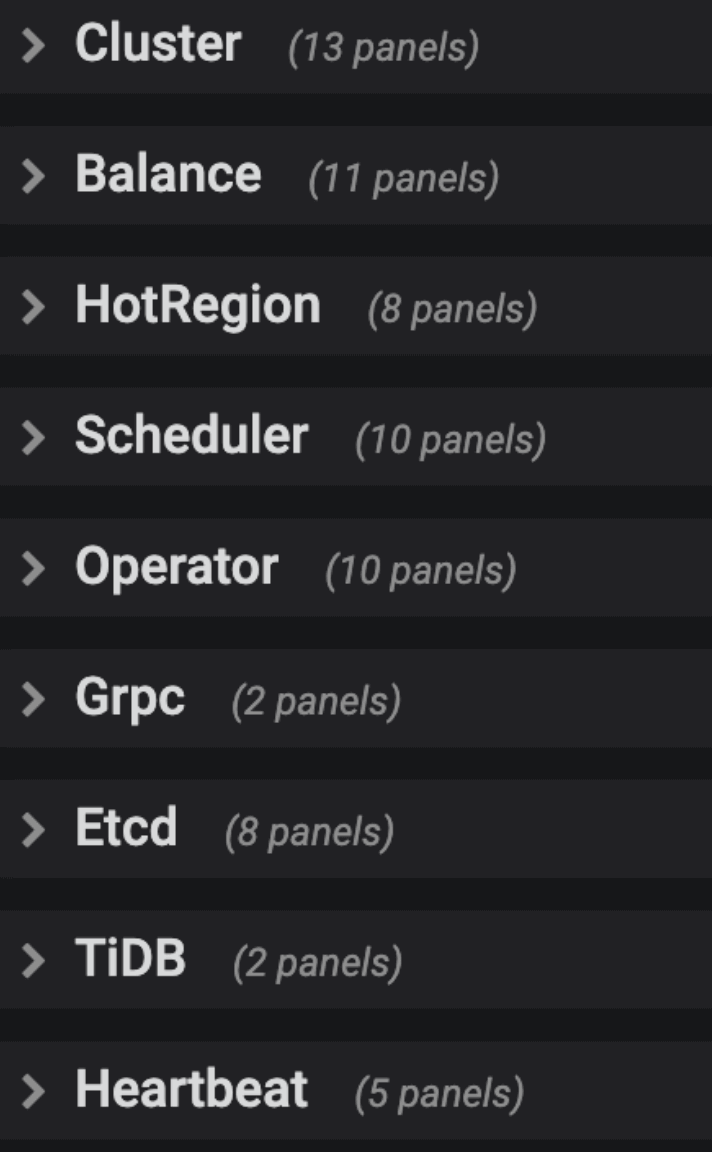 Cluster (13 panels)
Balance (11 panels)
HotRegion (8 panels)
Scheduler (10 panels)
Operator (10 panels)
Grpc (2 panels)
Etcd (8 panels)
TiDB (2 panels)
Heartbeat (5 panels)